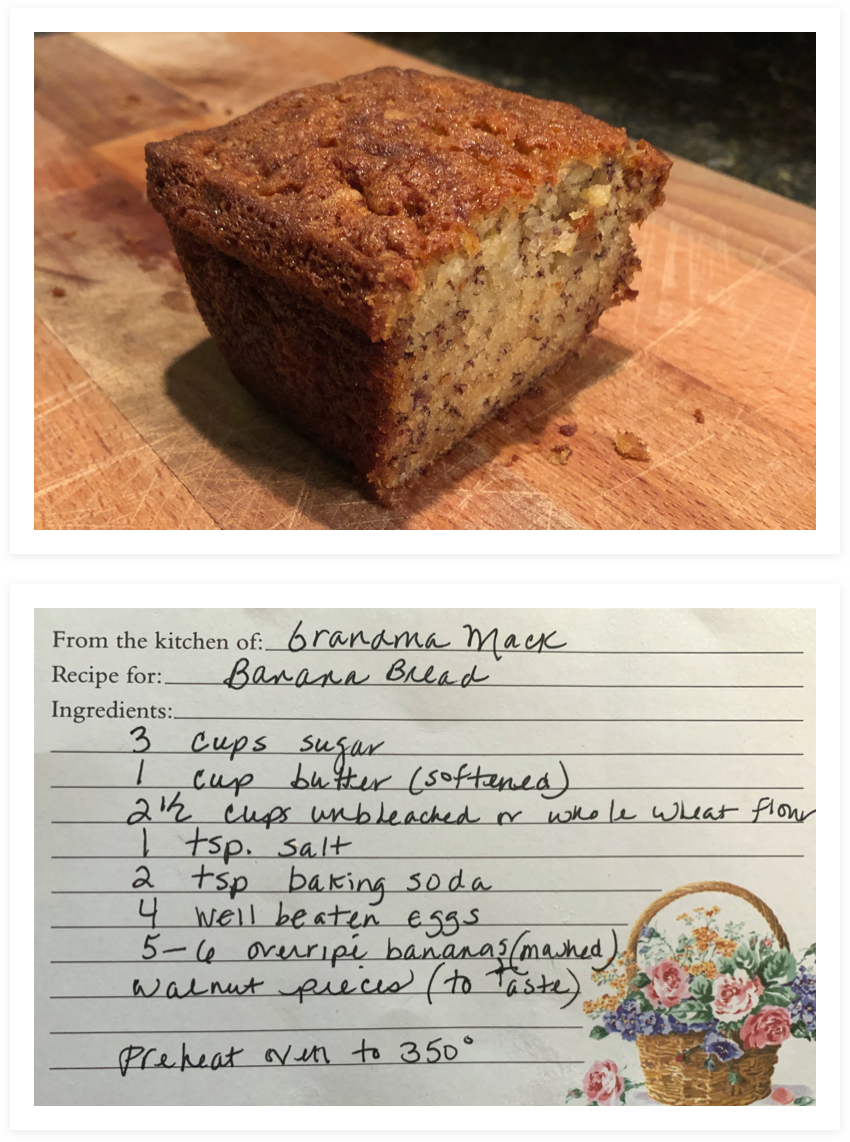 From the kitchen of: Grandma Mack
Recipe for: Banana Bread
Ingredients:
3 cups sugar
1 cup butter (softened)
2 1/2 cups unbleached or whole wheat flour
1 tsp. salt
2 tsp baking soda
4 well beaten eggs
5-6 overripe bananas (mashed)
walnut pieces (to taste)
Preheat oven to 350°